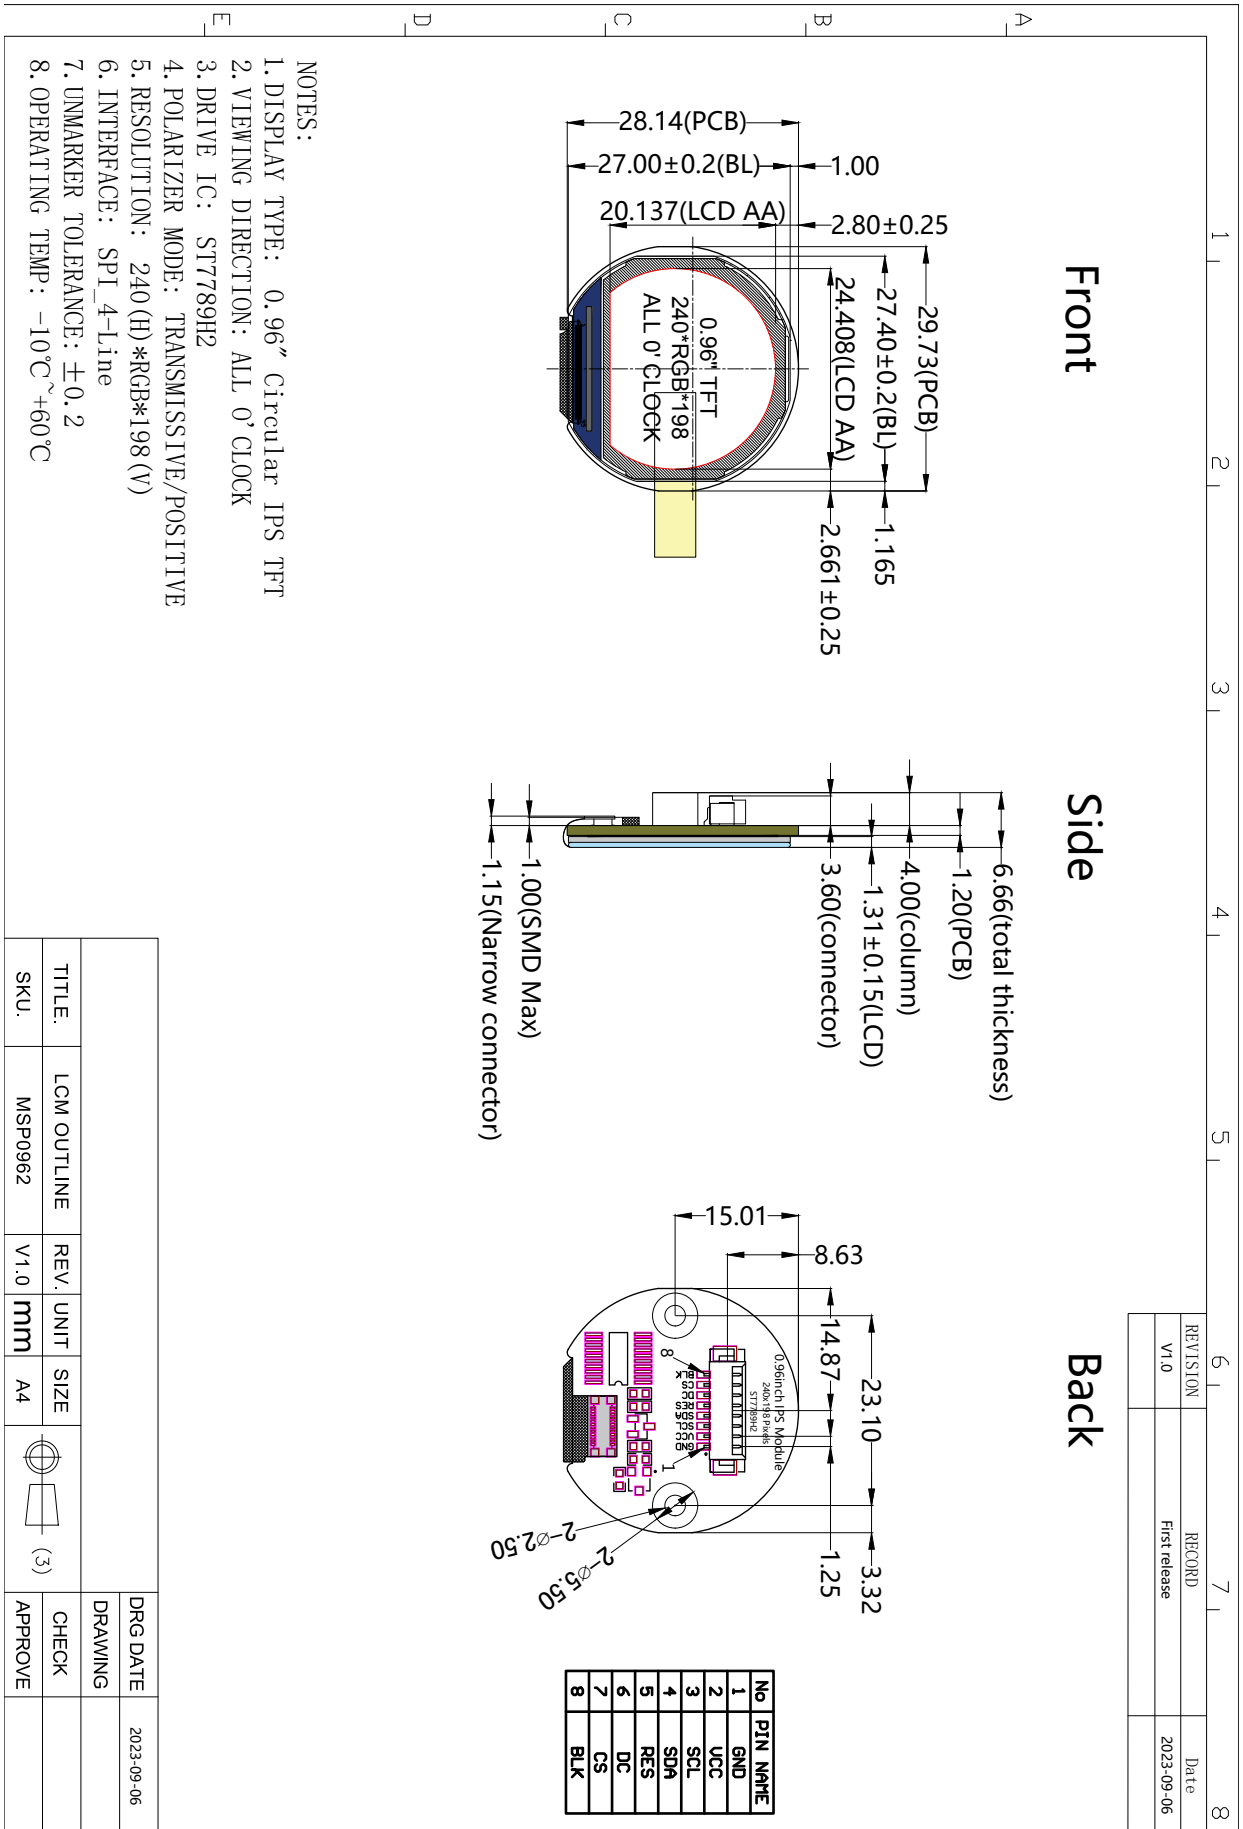 1
2
3
4
5
6
7
8
A
B
C
D
E
REVISION
RECORD
Date
V1.0
First release
2023-09-06
Front
28.14(PCB)
27.00±0.2(BL)
1.00
20.137(LCD AA)
2.80±0.25
29.73(PCB)
27.40±0.2(BL)
24.408(LCD AA)
1.165
2.661±0.25
0.96" TFT
240*RGB*198
ALL 0' CLOCK
Side
6.66(total thickness)
1.20(PCB)
4.00(column)
1.31±0.15(LCD)
3.60(connector)
1.00(SMD Max)
1.15(Narrow connector)
Back
15.01
8.63
23.10
3.32
14.87
1.25
2-⌀2.50
2-⌀5.50
0.96inch IPS Module
240x198 Pixels
ST7789H2
8
1
BLK
CS
DC
RES
SDA
SCL
VCC
GND
No PIN NAME
1 GND
2 VCC
3 SCL
4 SDA
5 RES
6 DC
7 CS
8 BLK
NOTES:
1.DISPLAY TYPE: 0.96" Circular IPS TFT
2.VIEWING DIRECTION: ALL O'CLOCK
3.DRIVE IC: ST7789H2
4.POLARIZER MODE: TRANSMISSIVE/POSITIVE
5.RESOLUTION: 240(H)*RGB*198(V)
6.INTERFACE: SPI_4-Line
7.UNMARKER TOLERANCE: ±0.2
8.OPERATING TEMP: -10℃~+60℃
TITLE.
LCM OUTLINE
REV.
UNIT
SIZE
SKU.
MSP0962
V1.0
mm
A4
(3)
DRG DATE
2023-09-06
DRAWING
CHECK
APPROVE